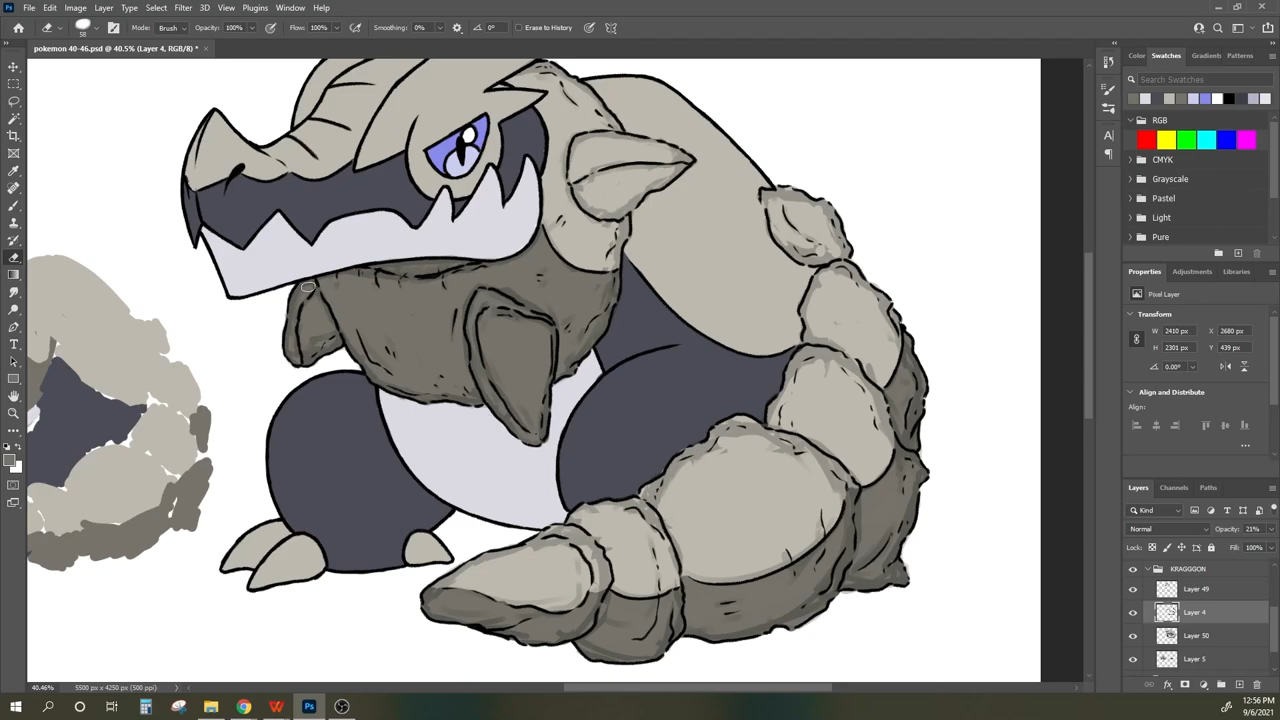 File Edit Image Layer Type Select Filter 3D View Plugins Window Help
58 Mode: Brush Opacity: 100% Flow: 100% Smoothing: 0% 0° Erase to History
pokemon 40-46.psd @ 40.5% (Layer 4, RGB/8) * ×
Color Swatches Gradients Patterns
Search Swatches
RGB
CMYK
Grayscale
Pastel
Light
Pure
Properties Adjustments Libraries
Pixel Layer
Transform
W 2410 px X 2680 px
H 2301 px Y 439 px
0.00°
Align and Distribute
Align:
Layers Channels Paths
Kind
Normal Opacity: 21%
Lock: Fill: 100%
KRAGGGON
Layer 49
Layer 4
Layer 50
Layer 5
40.46% 5500 px x 4250 px (500 ppi)
12:56 PM
9/6/2021